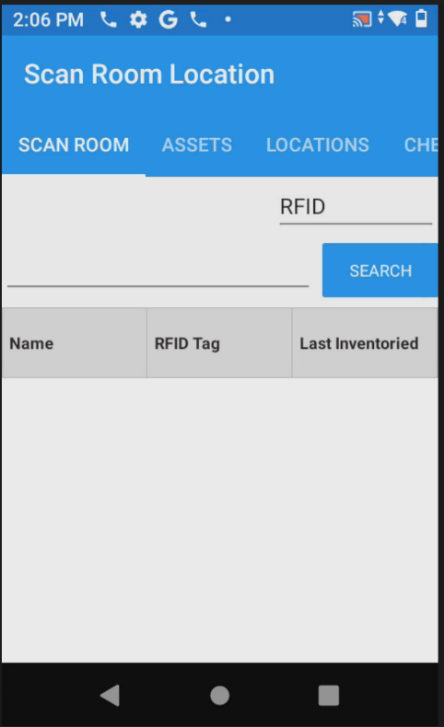 2:06 PM
Scan Room Location
SCAN ROOM ASSETS LOCATIONS CHE
RFID
SEARCH
Name RFID Tag Last Inventoried